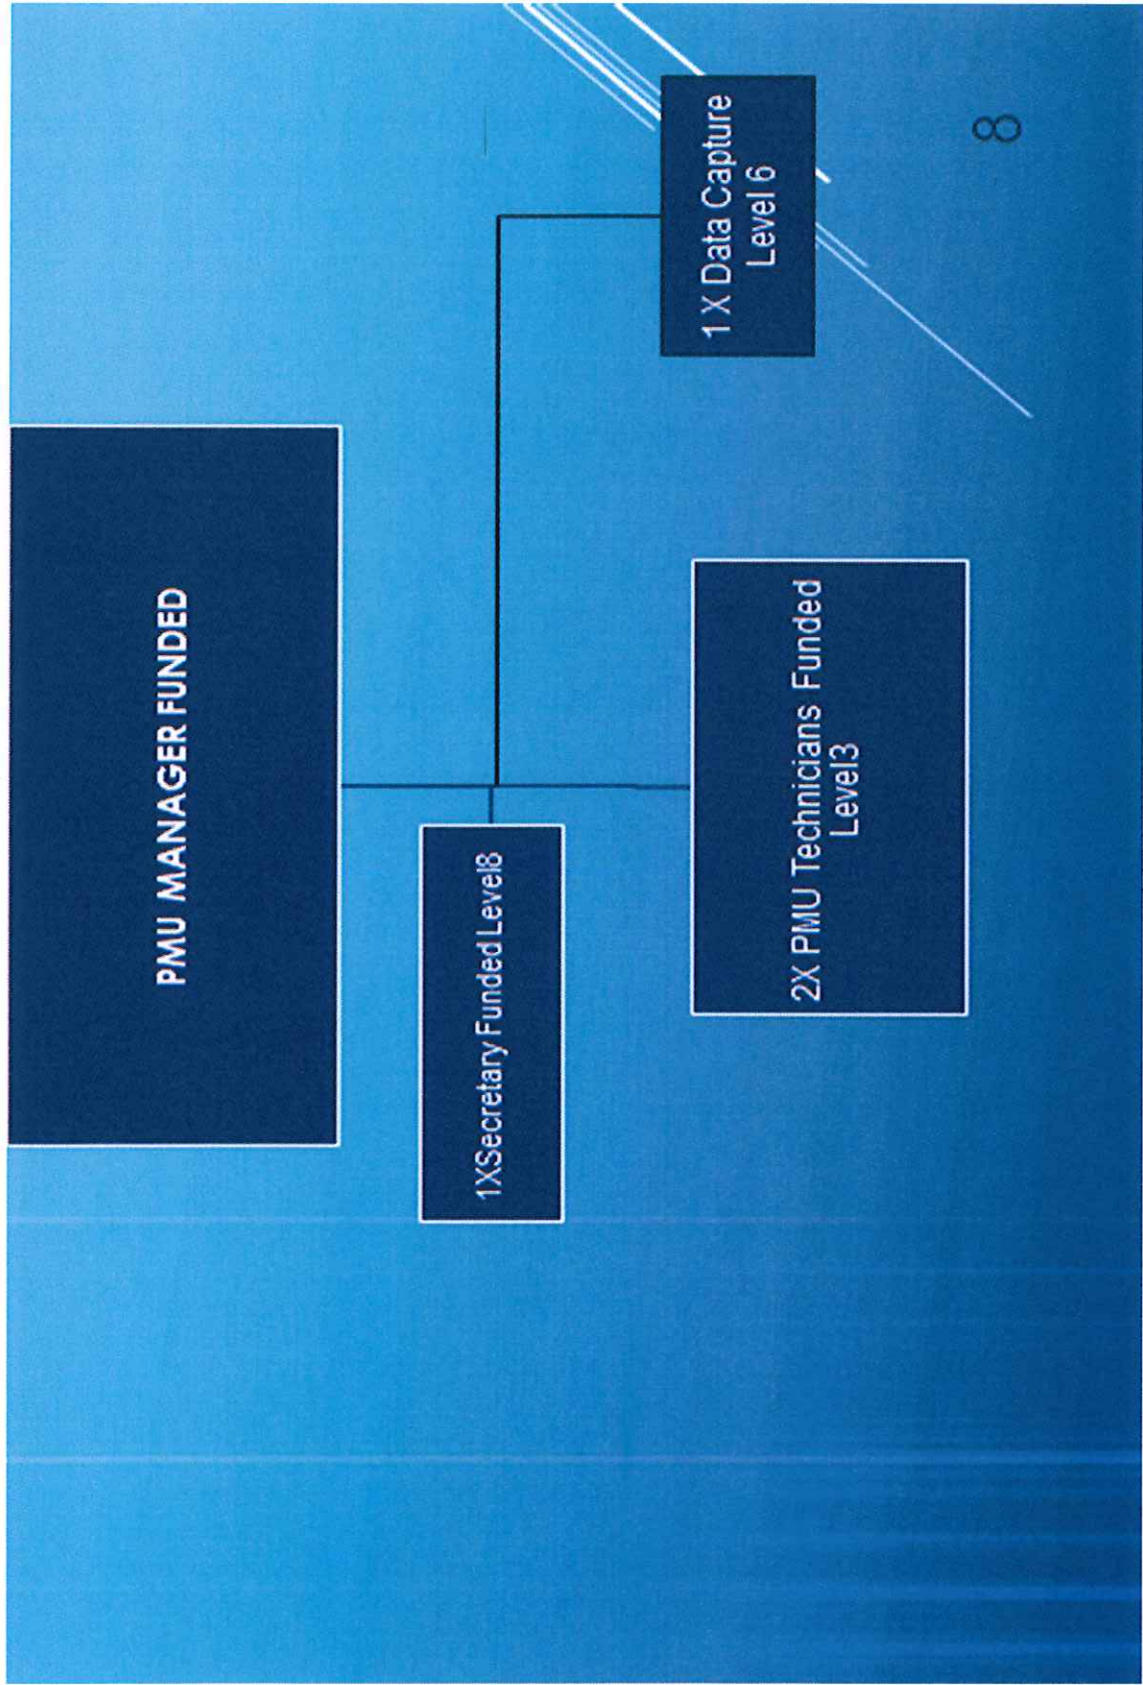 PMU MANAGER FUNDED
1XSecretary Funded Level8
2X PMU Technicians Funded
Level3
1 X Data Capture
Level 6
8